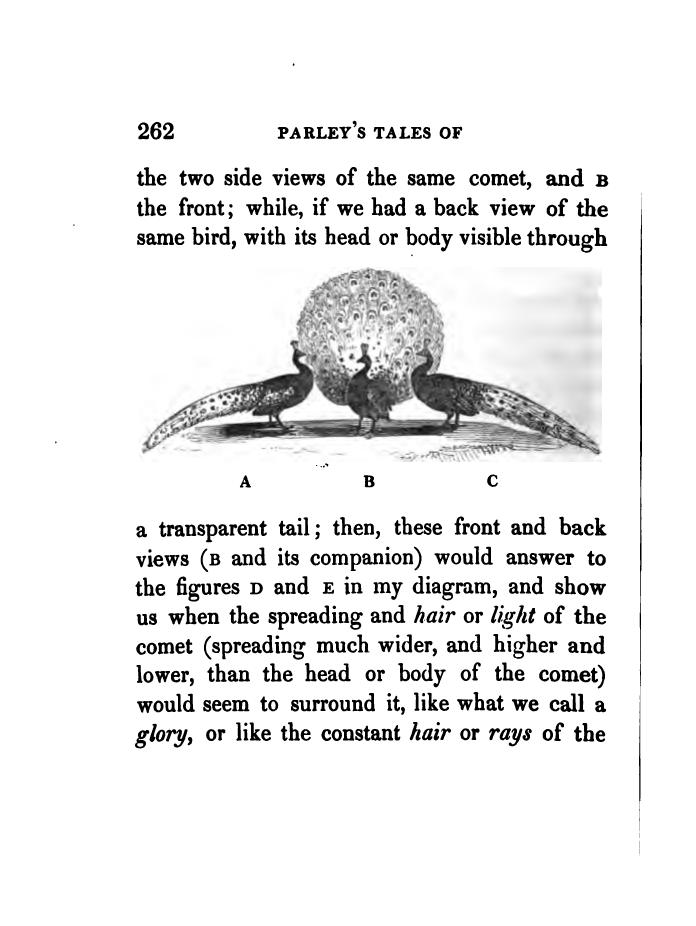 262 PARLEY'S TALES OF
the two side views of the same comet, and B
the front; while, if we had a back view of the
same bird, with its head or body visible through
A B C
a transparent tail; then, these front and back
views (B and its companion) would answer to
the figures D and E in my diagram, and show
us when the spreading and hair or light of the
comet (spreading much wider, and higher and
lower, than the head or body of the comet)
would seem to surround it, like what we call a
glory, or like the constant hair or rays of the